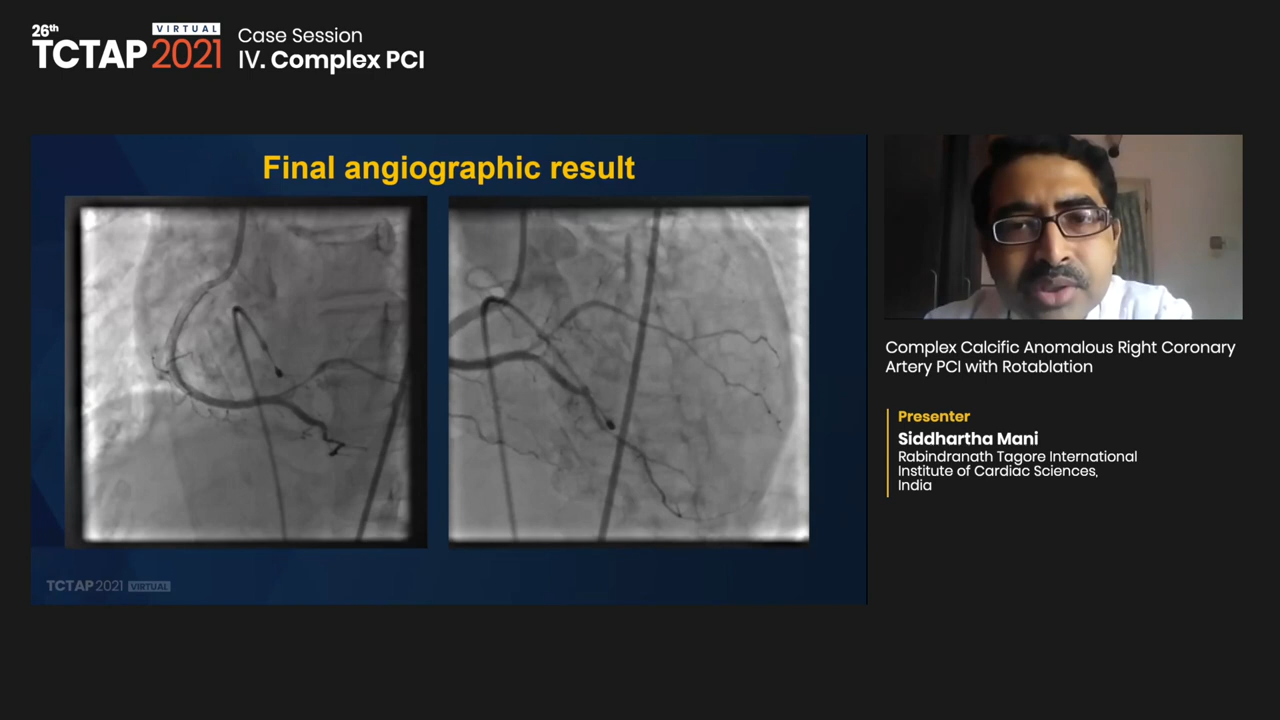 26th
VIRTUAL
TCTAP 2021
Case Session
IV. Complex PCI
Final angiographic result
TCTAP 2021 VIRTUAL
Complex Calcific Anomalous Right Coronary
Artery PCI with Rotablation
Presenter
Siddhartha Mani
Rabindranath Tagore International
Institute of Cardiac Sciences,
India